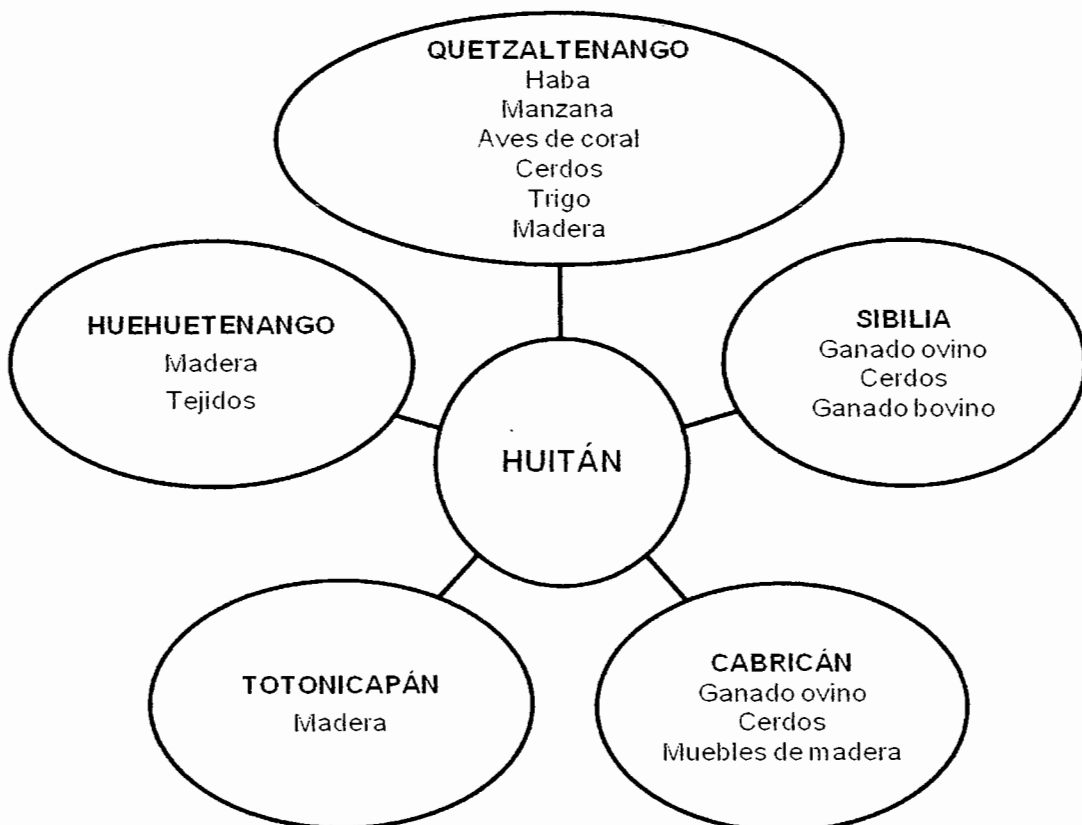 QUETZALTENANGO
Haba
Manzana
Aves de coral
Cerdos
Trigo
Madera
HUEHUETENANGO
Madera
Tejidos
SIBILIA
Ganado ovino
Cerdos
Ganado bovino
HUITÁN
TOTONICAPÁN
Madera
CABRICÁN
Ganado ovino
Cerdos
Muebles de madera